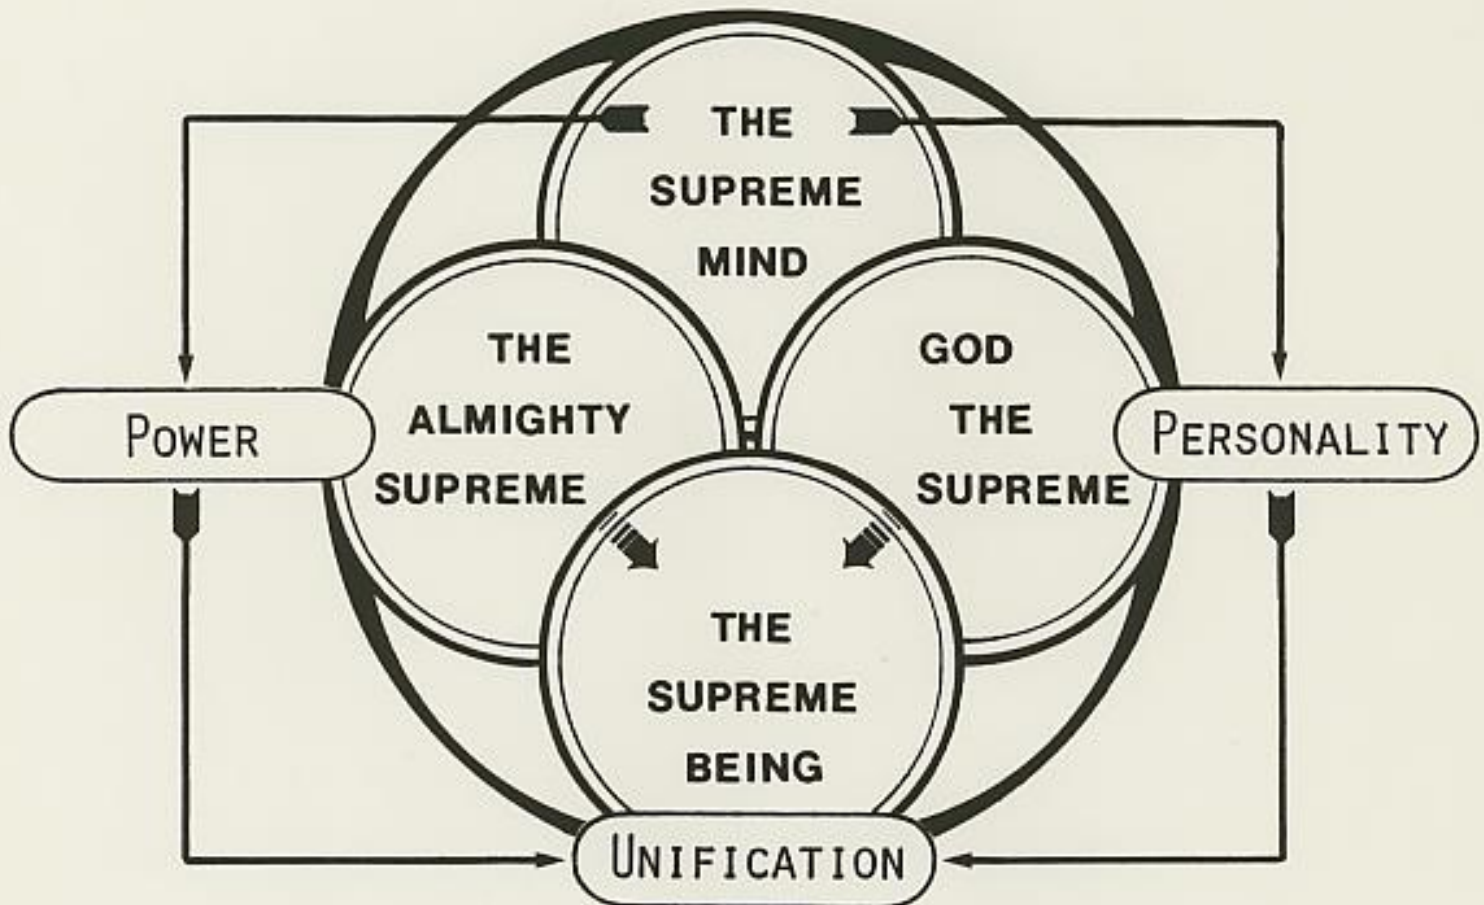 THE
SUPREME
MIND
THE
ALMIGHTY
SUPREME
GOD
THE
SUPREME
POWER
PERSONALITY
THE
SUPREME
BEING
UNIFICATION